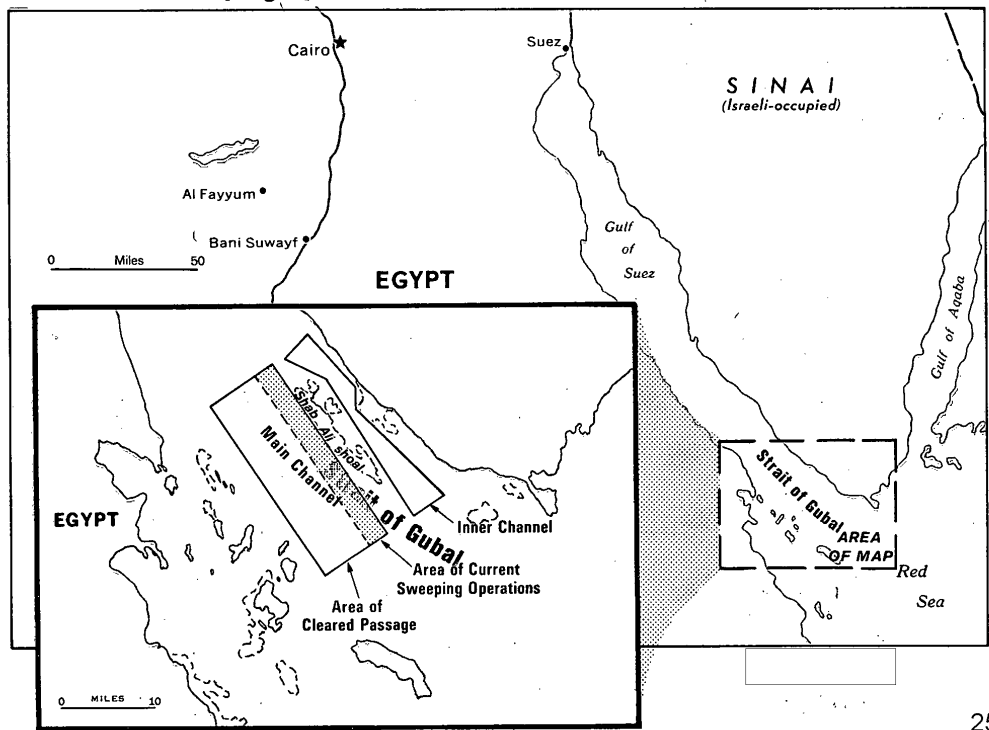 Cairo
Suez
SINAI
(Israeli-occupied)
Al Fayyum
Bani Suwayf
0 Miles 50
EGYPT
Gulf
of
Suez
Gulf of Aqaba
Strait of Gubal
AREA
OF MAP
Red
Sea
Shab Ali shoal
Main Channel
it
of Gubal
EGYPT
Inner Channel
Area of Current
Sweeping Operations
Area of
Cleared Passage
0 MILES 10
25